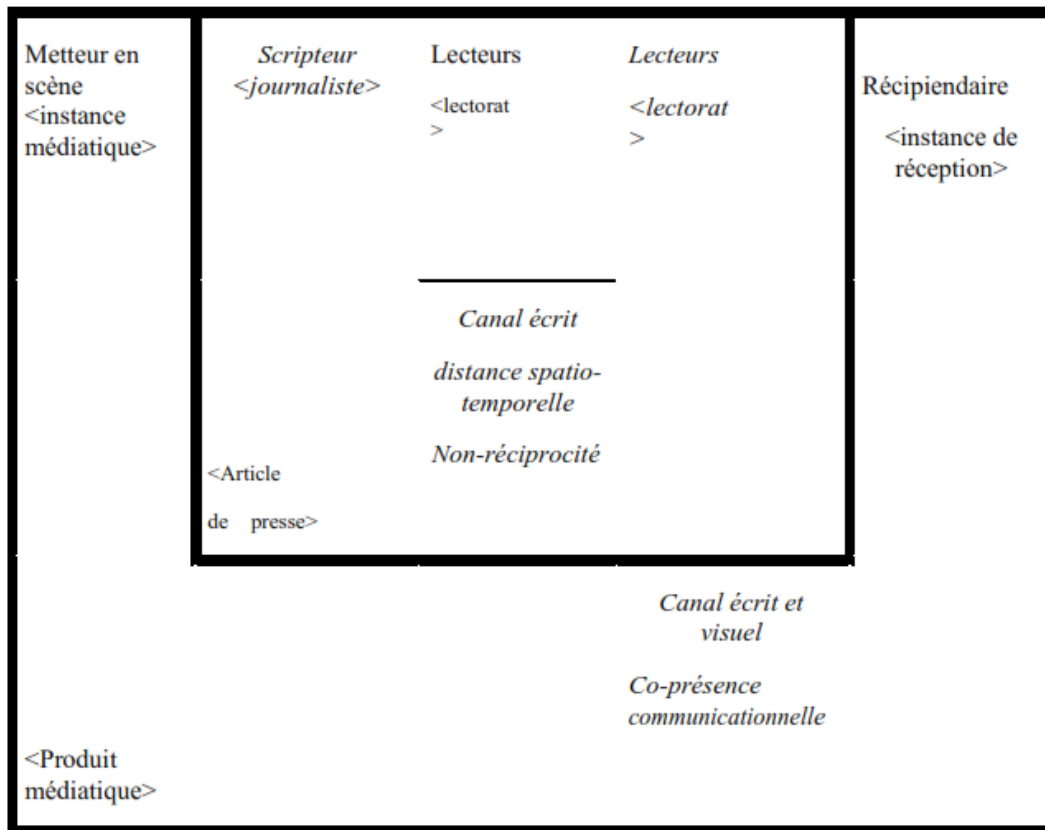 Metteur en
scène
<instance
médiatique>
Scripteur
<journaliste>
Lecteurs
<lectorat
>
Lecteurs
<lectorat
>
Récipiendaire
<instance de
réception>
Canal écrit
distance spatio-
temporelle
Non-réciprocité
<Article
de presse>
Canal écrit et
visuel
Co-présence
communicationnelle
<Produit
médiatique>